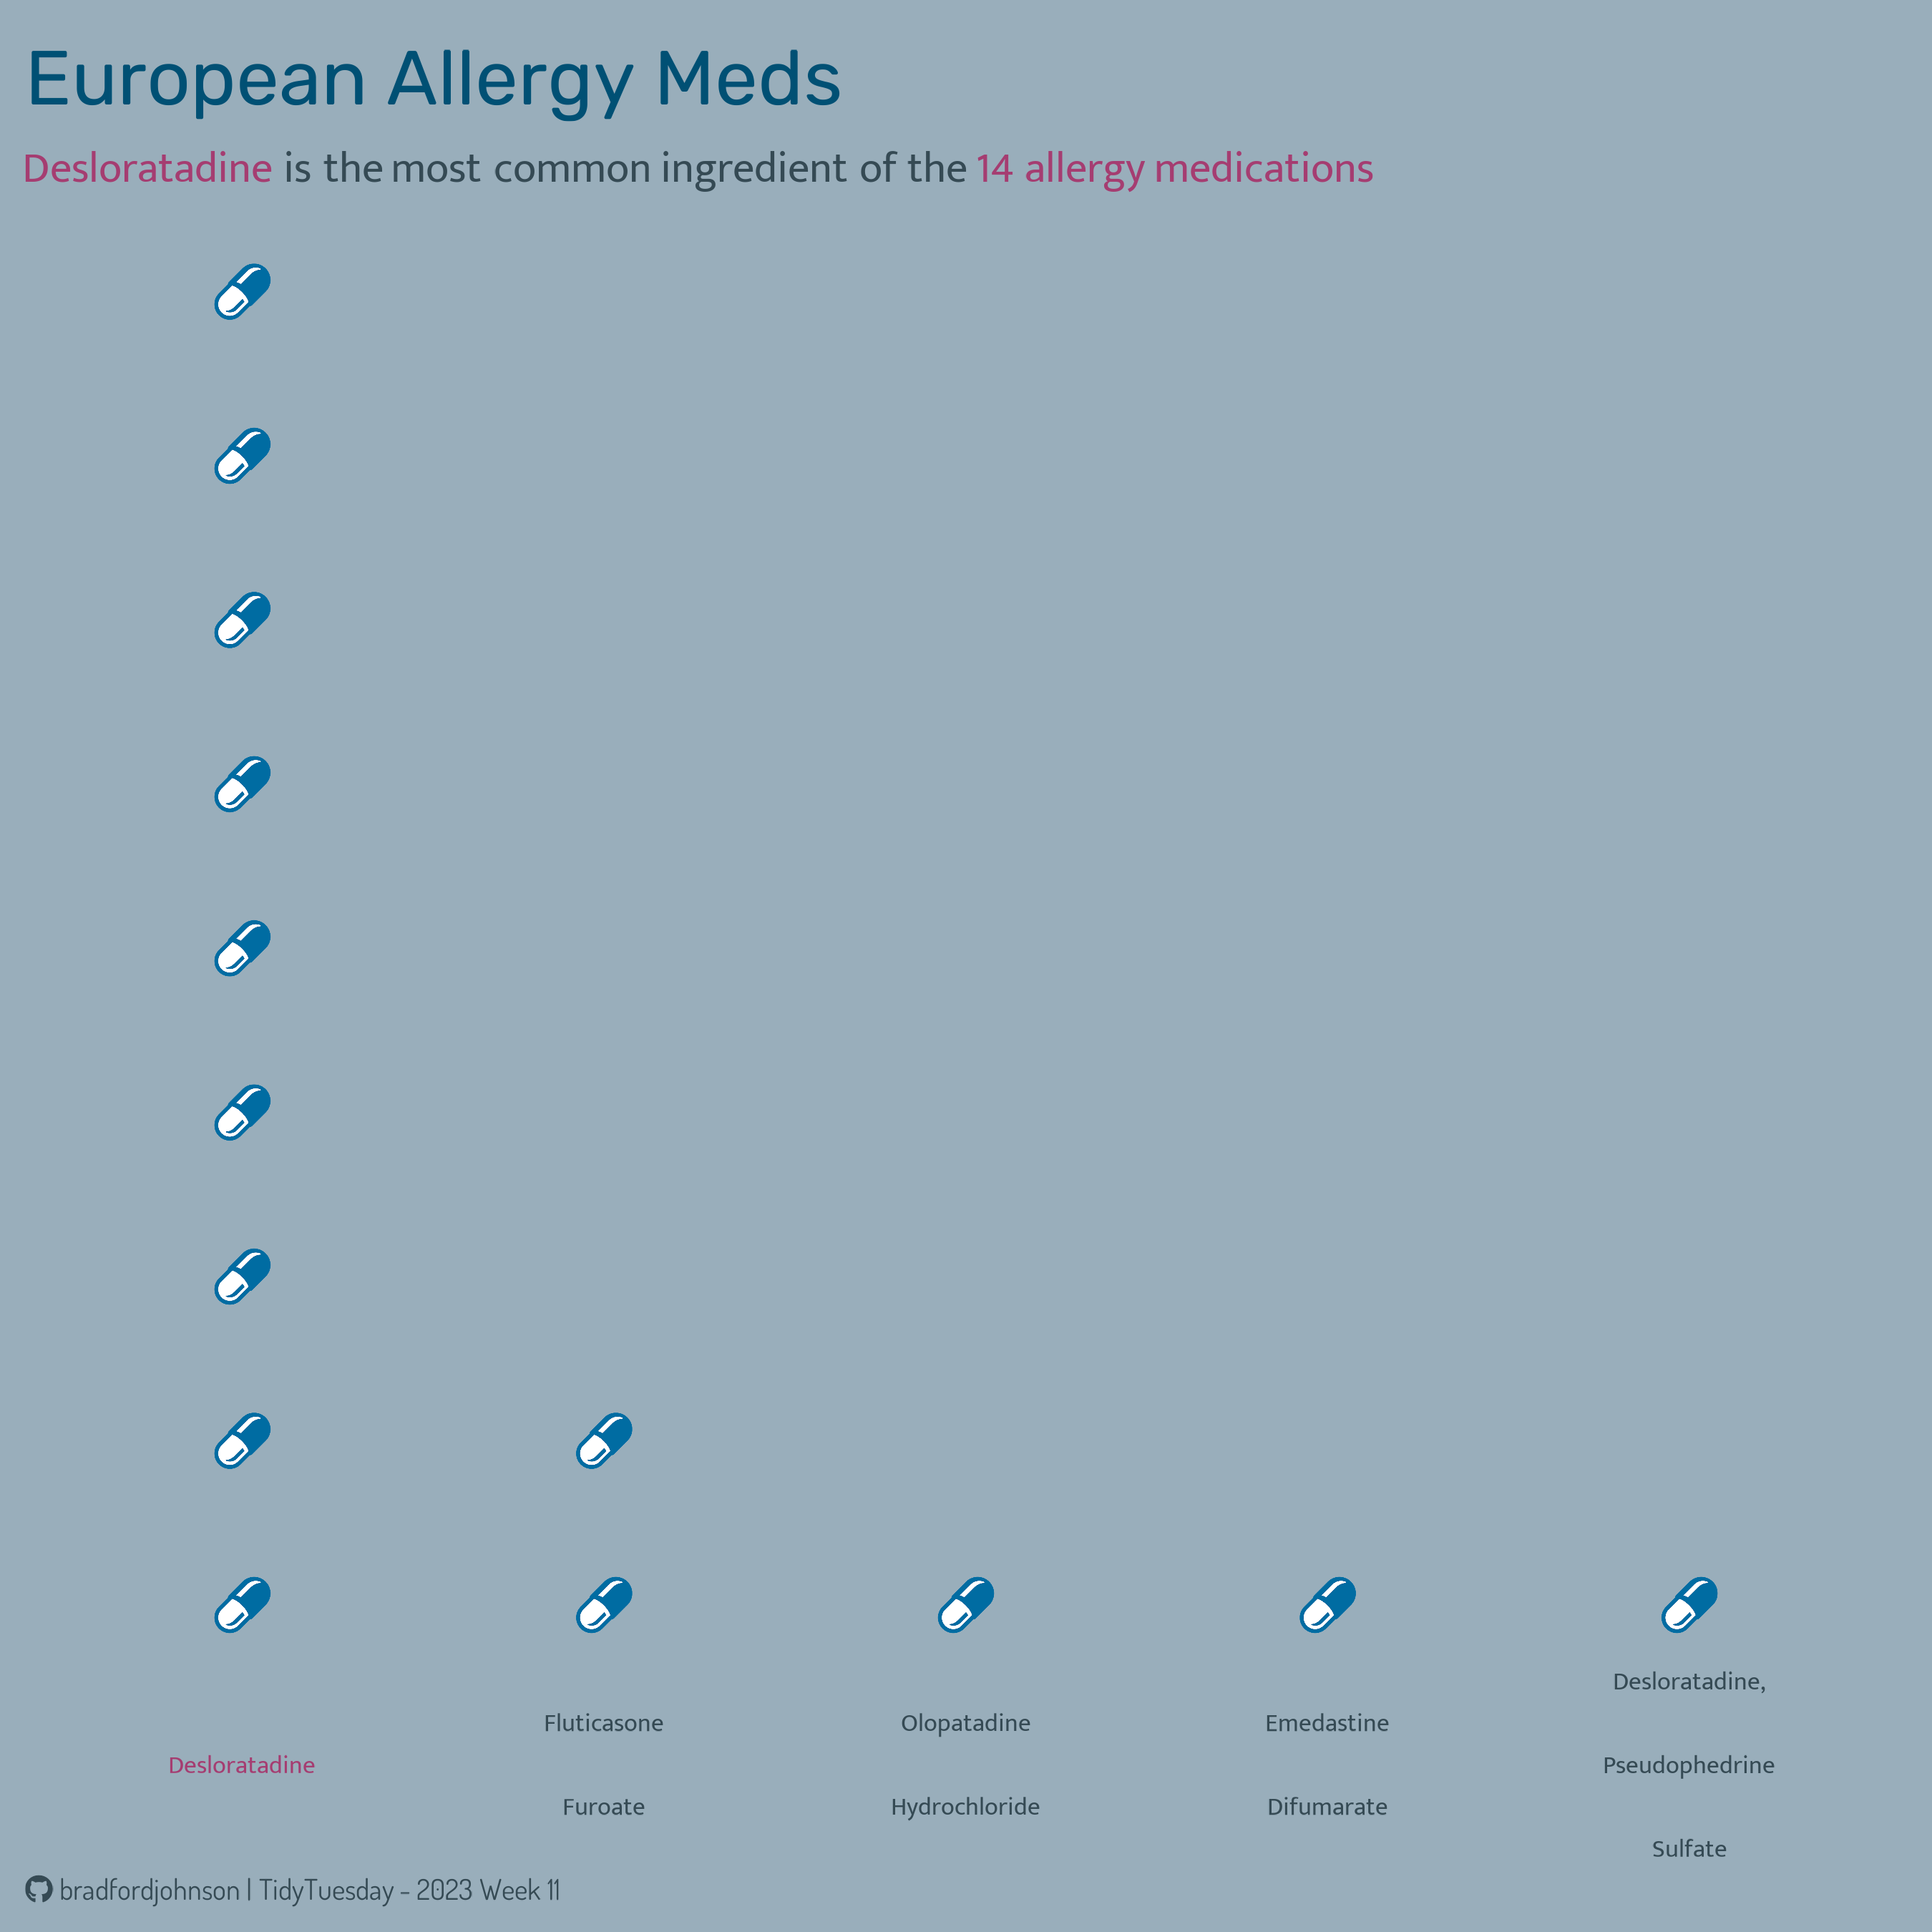 European Allergy Meds
Desloratadine is the most common ingredient of the 14 allergy medications
Desloratadine
Fluticasone
Furoate
Olopatadine
Hydrochloride
Emedastine
Difumarate
Desloratadine,
Pseudophedrine
Sulfate
bradfordjohnson | TidyTuesday - 2023 Week 11